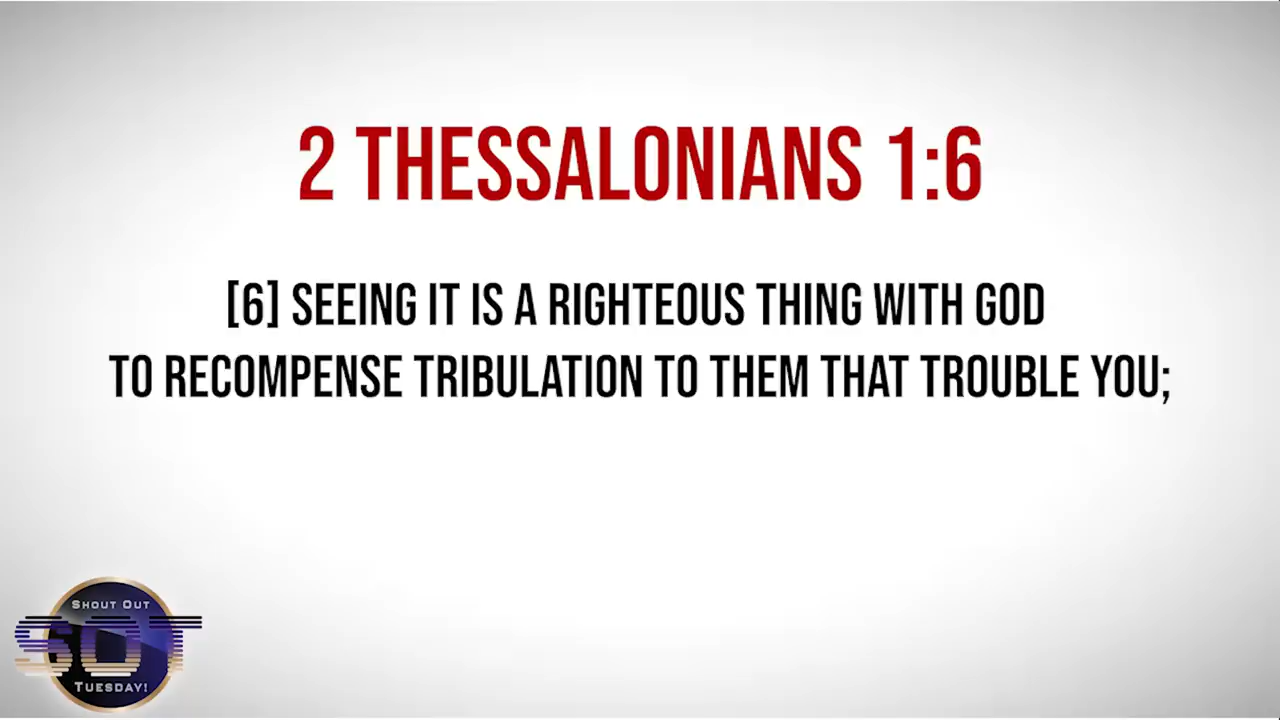 2 THESSALONIANS 1:6
[6] SEEING IT IS A RIGHTEOUS THING WITH GOD
TO RECOMPENSE TRIBULATION TO THEM THAT TROUBLE YOU;
SHOUT OUT
SOT
TUESDAY!